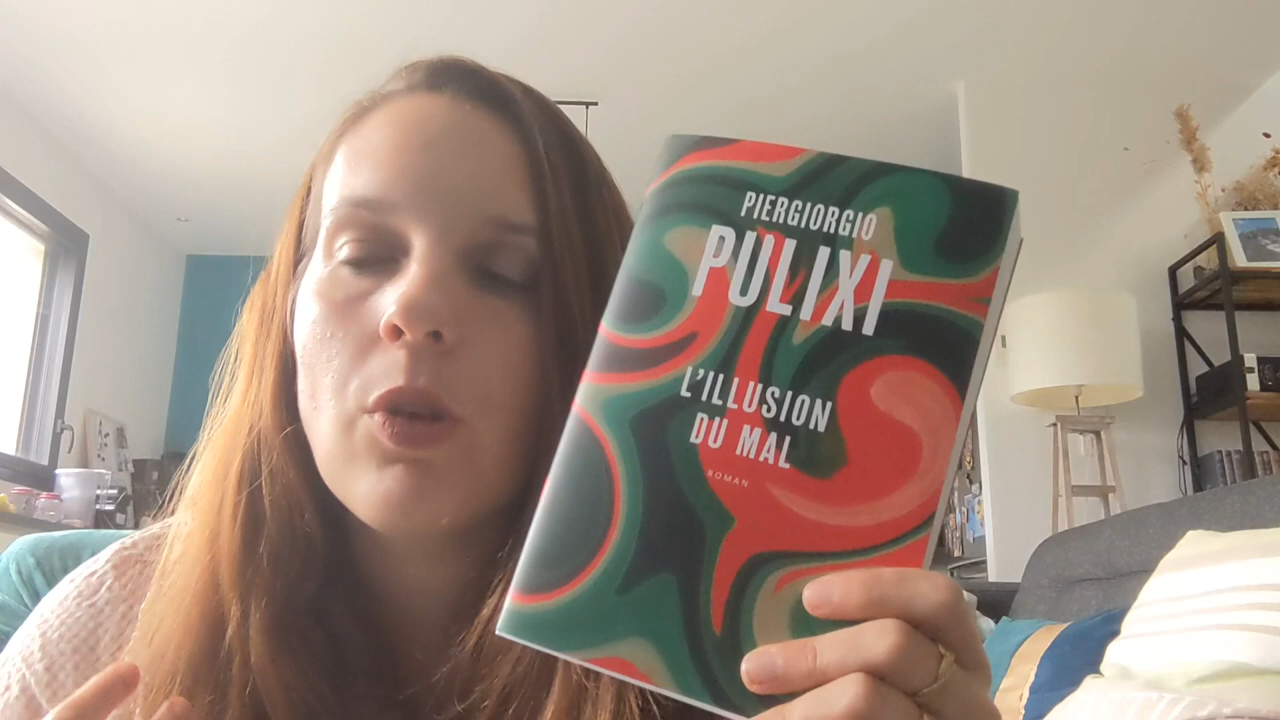 PIERGIORGIO
PULIXI
L'ILLUSION
DU MAL
ROMAN